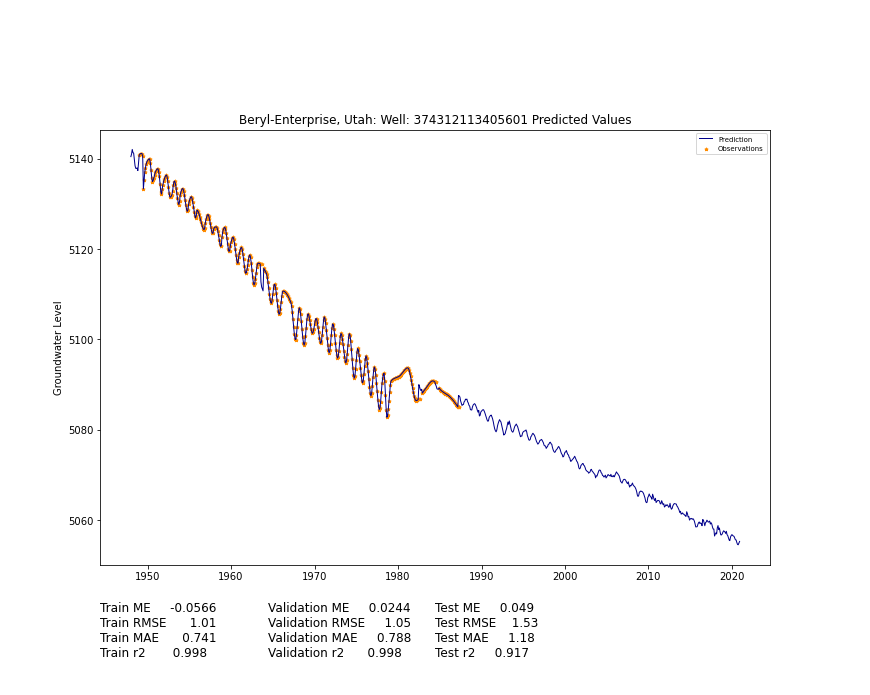 Beryl-Enterprise, Utah: Well: 374312113405601 Predicted Values
Prediction
Observations
Groundwater Level
5140
5120
5100
5080
5060
1950 1960 1970 1980 1990 2000 2010 2020
Train ME -0.0566 Validation ME 0.0244 Test ME 0.049
Train RMSE 1.01 Validation RMSE 1.05 Test RMSE 1.53
Train MAE 0.741 Validation MAE 0.788 Test MAE 1.18
Train r2 0.998 Validation r2 0.998 Test r2 0.917